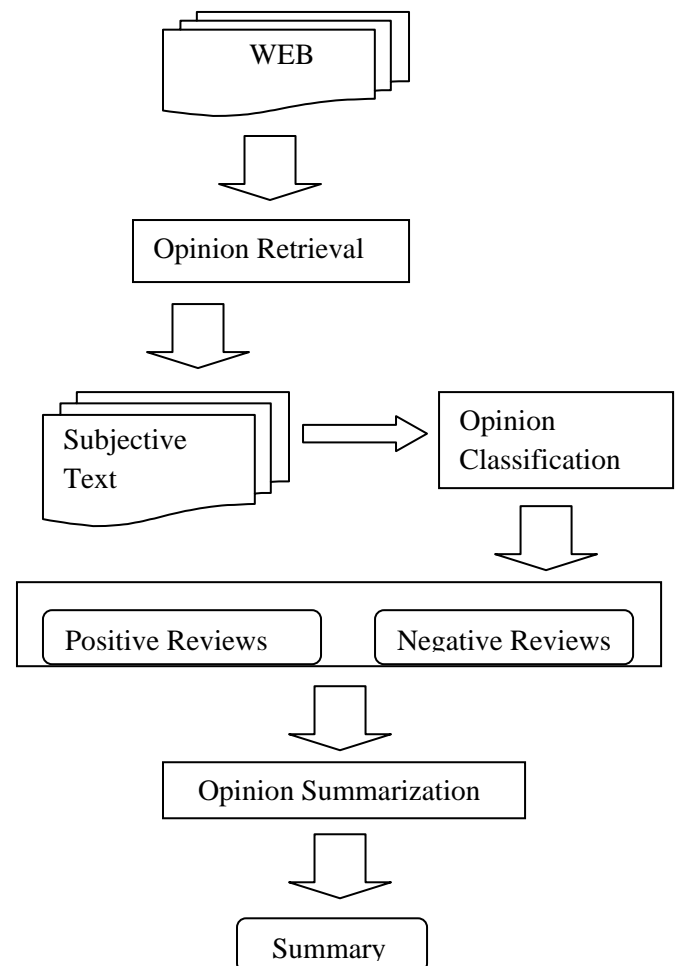 WEB
Opinion Retrieval
Subjective
Text
Opinion
Classification
Positive Reviews
Negative Reviews
Opinion Summarization
Summary